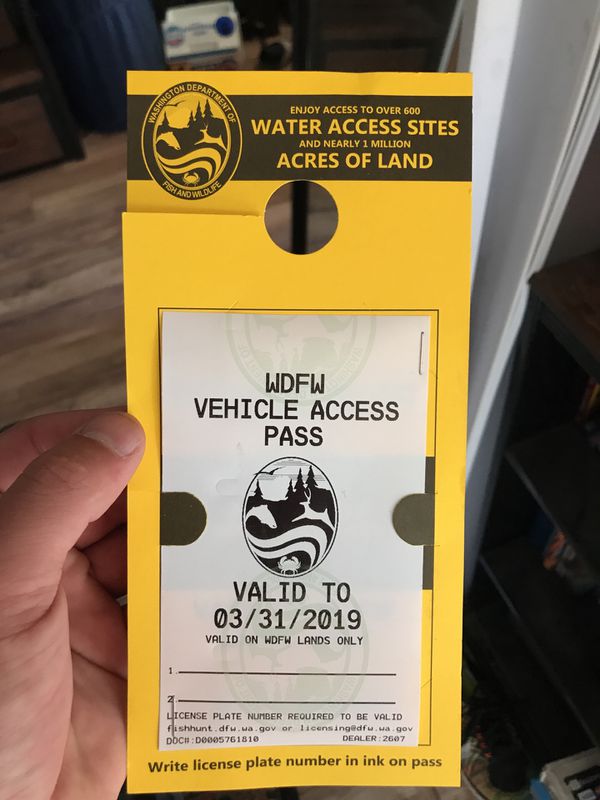 WASHINGTON DEPARTMENT OF
FISH AND WILDLIFE
ENJOY ACCESS TO OVER 600
WATER ACCESS SITES
AND NEARLY 1 MILLION
ACRES OF LAND
WDFW
VEHICLE ACCESS
PASS
VALID TO
03/31/2019
VALID ON WDFW LANDS ONLY
1.
2.
LICENSE PLATE NUMBER REQUIRED TO BE VALID
fishhunt.dfw.wa.gov or licensing@dfw.wa.gov
DOC#:D0005761810 DEALER:2607
Write license plate number in ink on pass